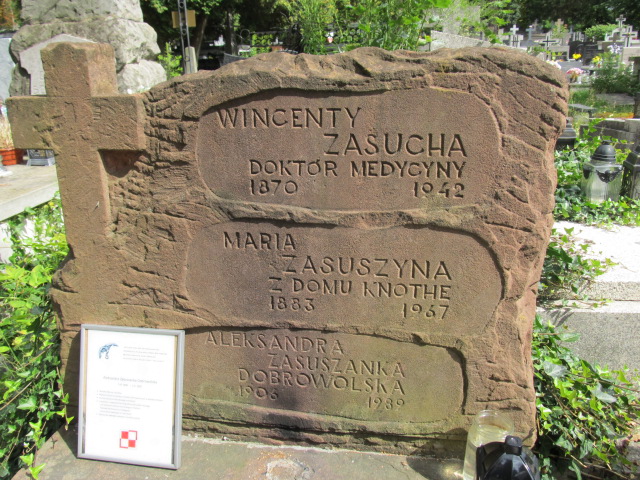 WINCENTY
ZASUCHA
DOKTÓR MEDYCYNY
1870 1942
MARIA
ZASUSZYNA
Z DOMU KNOTHE
1883 1967
ALEKSANDRA
ZASUSZANKA
DOBROWOLSKA
1906 1989